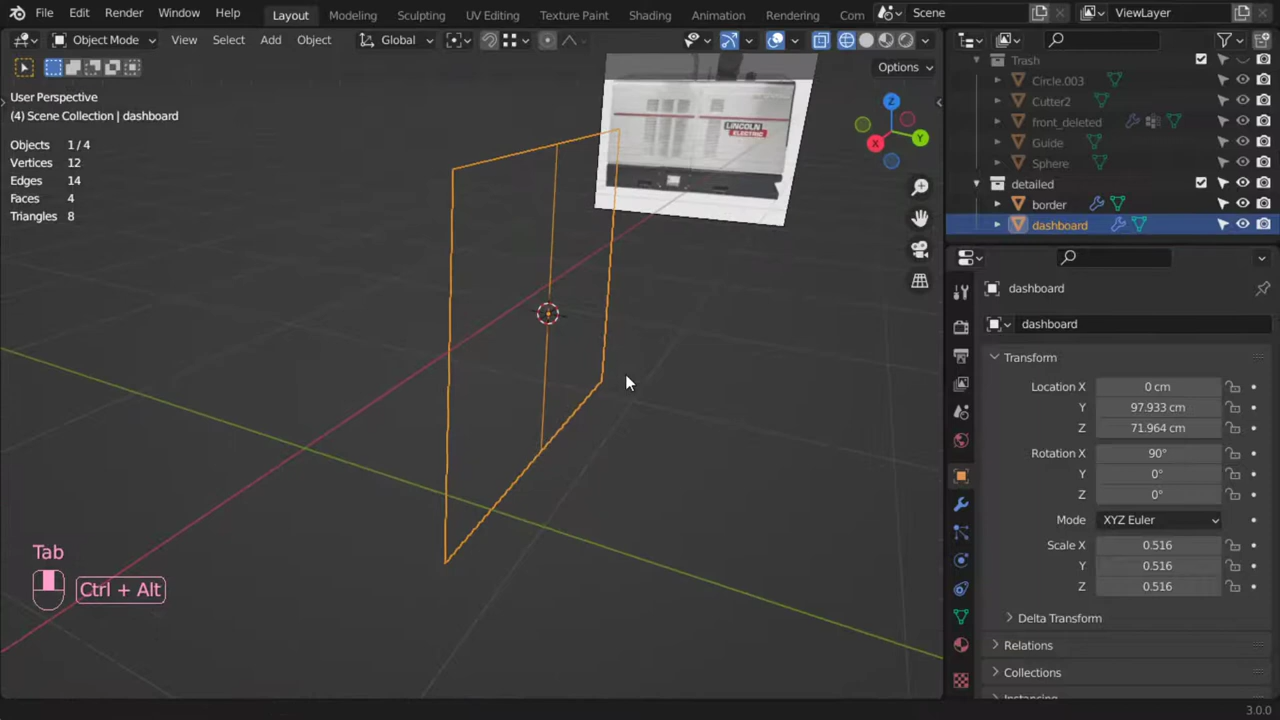 File Edit Render Window Help Layout Modeling Sculpting UV Editing Texture Paint Shading Animation Rendering Com Scene ViewLayer
Object Mode View Select Add Object Global
Options
User Perspective
(4) Scene Collection | dashboard
Objects 1 / 4
Vertices 12
Edges 14
Faces 4
Triangles 8
LINCOLN
ELECTRIC
X
Y
Z
Tab
Ctrl + Alt
Trash
Circle.003
Cutter2
front_deleted
Guide
Sphere
detailed
border
dashboard
dashboard
dashboard
Transform
Location X 0 cm
Y 97.933 cm
Z 71.964 cm
Rotation X 90°
Y 0°
Z 0°
Mode XYZ Euler
Scale X 0.516
Y 0.516
Z 0.516
Delta Transform
Relations
Collections
3.0.0